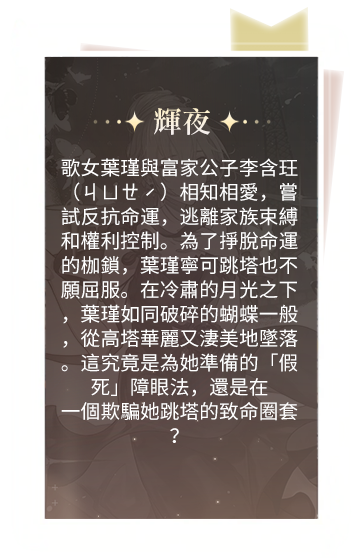 輝夜
歌女葉瑾與富家公子李含玨
（ㄐㄩㄝˊ）相知相愛，嘗
試反抗命運，逃離家族束縛
和權利控制。為了掙脫命運
的枷鎖，葉瑾寧可跳塔也不
願屈服。在冷肅的月光之下
，葉瑾如同破碎的蝴蝶一般
，從高塔華麗又淒美地墜落
。這究竟是為她準備的「假
死」障眼法，還是在
一個欺騙她跳塔的致命圈套
？